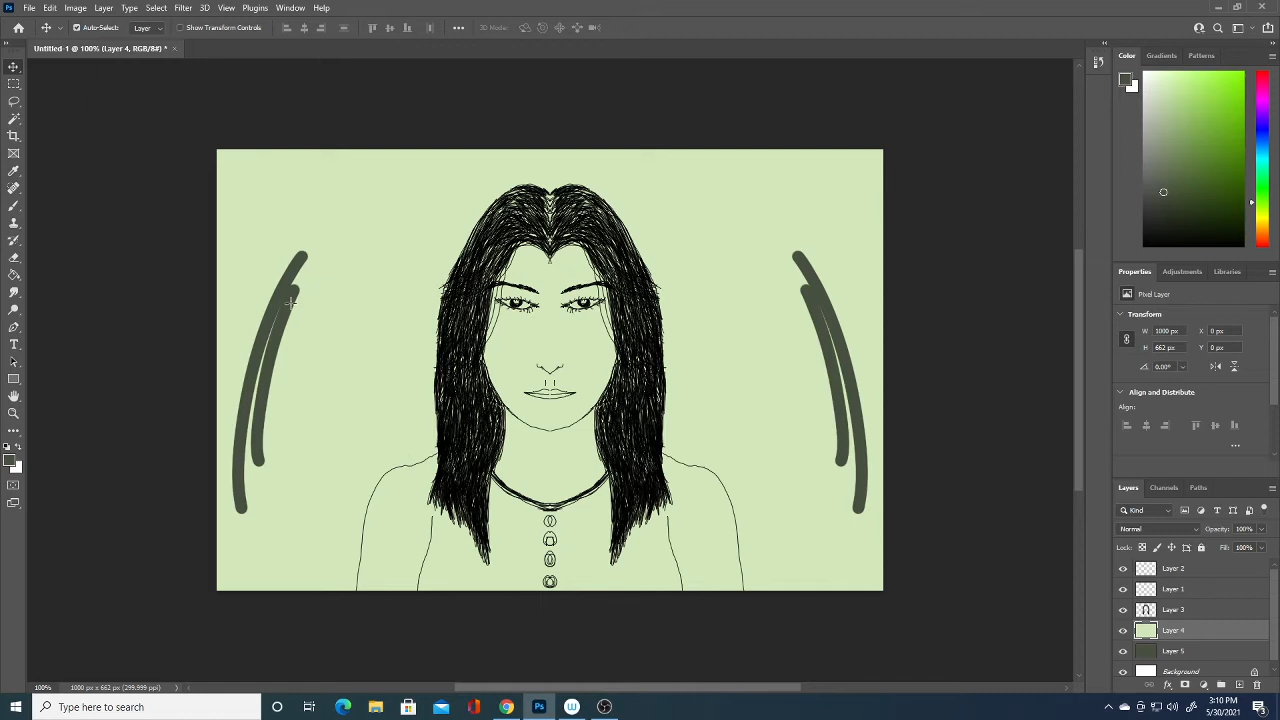 Ps File Edit Image Layer Type Select Filter 3D View Plugins Window Help
Auto-Select: Layer Show Transform Controls 3D Mode:
Untitled-1 @ 100% (Layer 4, RGB/8#) *
Color Gradients Patterns
Properties Adjustments Libraries
Pixel Layer
Transform
W 1000 px X 0 px
H 662 px Y 0 px
0.00°
Align and Distribute
Align:
Layers Channels Paths
Kind
Normal Opacity: 100%
Lock: Fill: 100%
Layer 2
Layer 1
Layer 3
Layer 4
Layer 5
Background
100% 1000 px x 662 px (299.999 ppi)
Type here to search
Ps
W
3:10 PM
5/30/2021